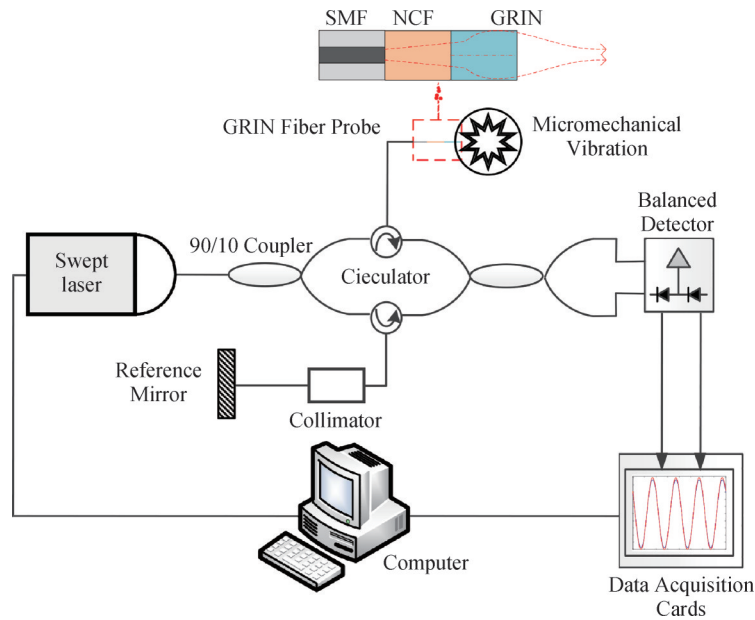 SMF NCF GRIN
GRIN Fiber Probe
Micromechanical
Vibration
Balanced
Detector
90/10 Coupler
Swept
laser
Cieculator
Reference
Mirror
Collimator
Computer
Data Acquisition
Cards